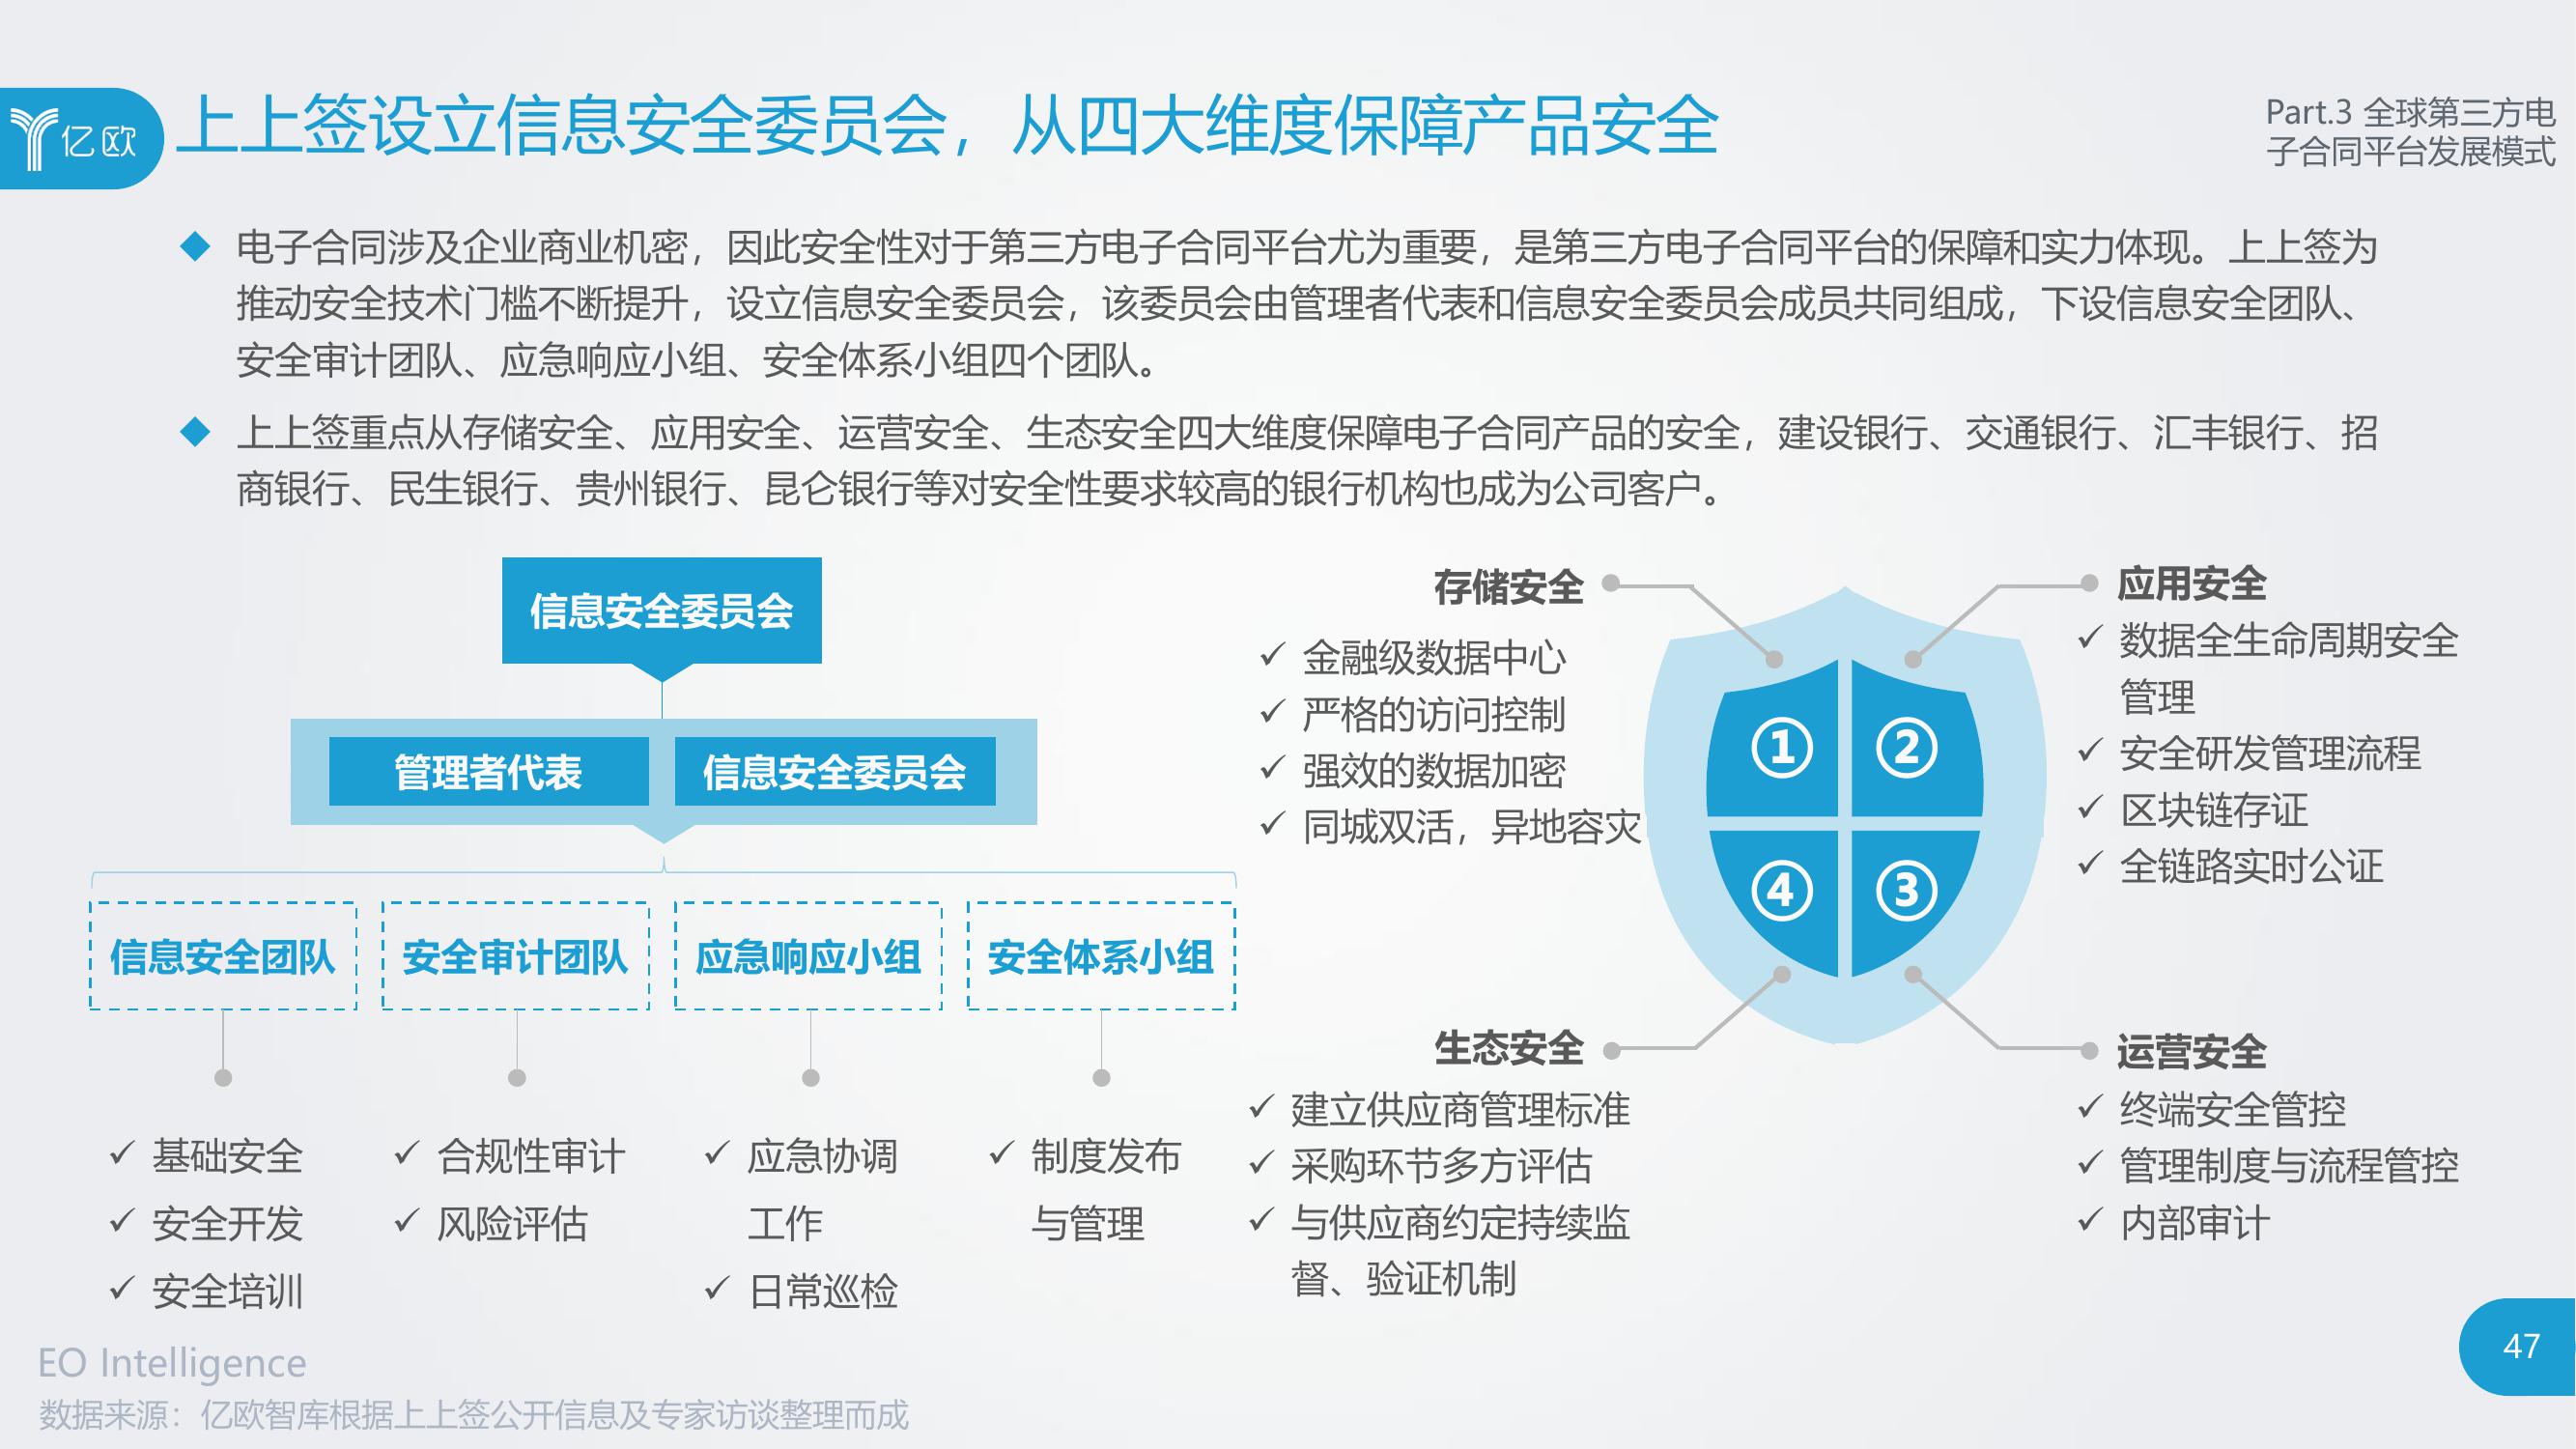 亿欧
上上签设立信息安全委员会，从四大维度保障产品安全
Part.3 全球第三方电
子合同平台发展模式
电子合同涉及企业商业机密，因此安全性对于第三方电子合同平台尤为重要，是第三方电子合同平台的保障和实力体现。上上签为
推动安全技术门槛不断提升，设立信息安全委员会，该委员会由管理者代表和信息安全委员会成员共同组成，下设信息安全团队、
安全审计团队、应急响应小组、安全体系小组四个团队。
上上签重点从存储安全、应用安全、运营安全、生态安全四大维度保障电子合同产品的安全，建设银行、交通银行、汇丰银行、招
商银行、民生银行、贵州银行、昆仑银行等对安全性要求较高的银行机构也成为公司客户。
信息安全委员会
管理者代表
信息安全委员会
信息安全团队
安全审计团队
应急响应小组
安全体系小组
✓ 基础安全
✓ 安全开发
✓ 安全培训
✓ 合规性审计
✓ 风险评估
✓ 应急协调
工作
✓ 日常巡检
✓ 制度发布
与管理
存储安全
✓ 金融级数据中心
✓ 严格的访问控制
✓ 强效的数据加密
✓ 同城双活，异地容灾
① ②
④ ③
应用安全
✓ 数据全生命周期安全
管理
✓ 安全研发管理流程
✓ 区块链存证
✓ 全链路实时公证
生态安全
✓ 建立供应商管理标准
✓ 采购环节多方评估
✓ 与供应商约定持续监
督、验证机制
运营安全
✓ 终端安全管控
✓ 管理制度与流程管控
✓ 内部审计
EO Intelligence
数据来源：亿欧智库根据上上签公开信息及专家访谈整理而成
47